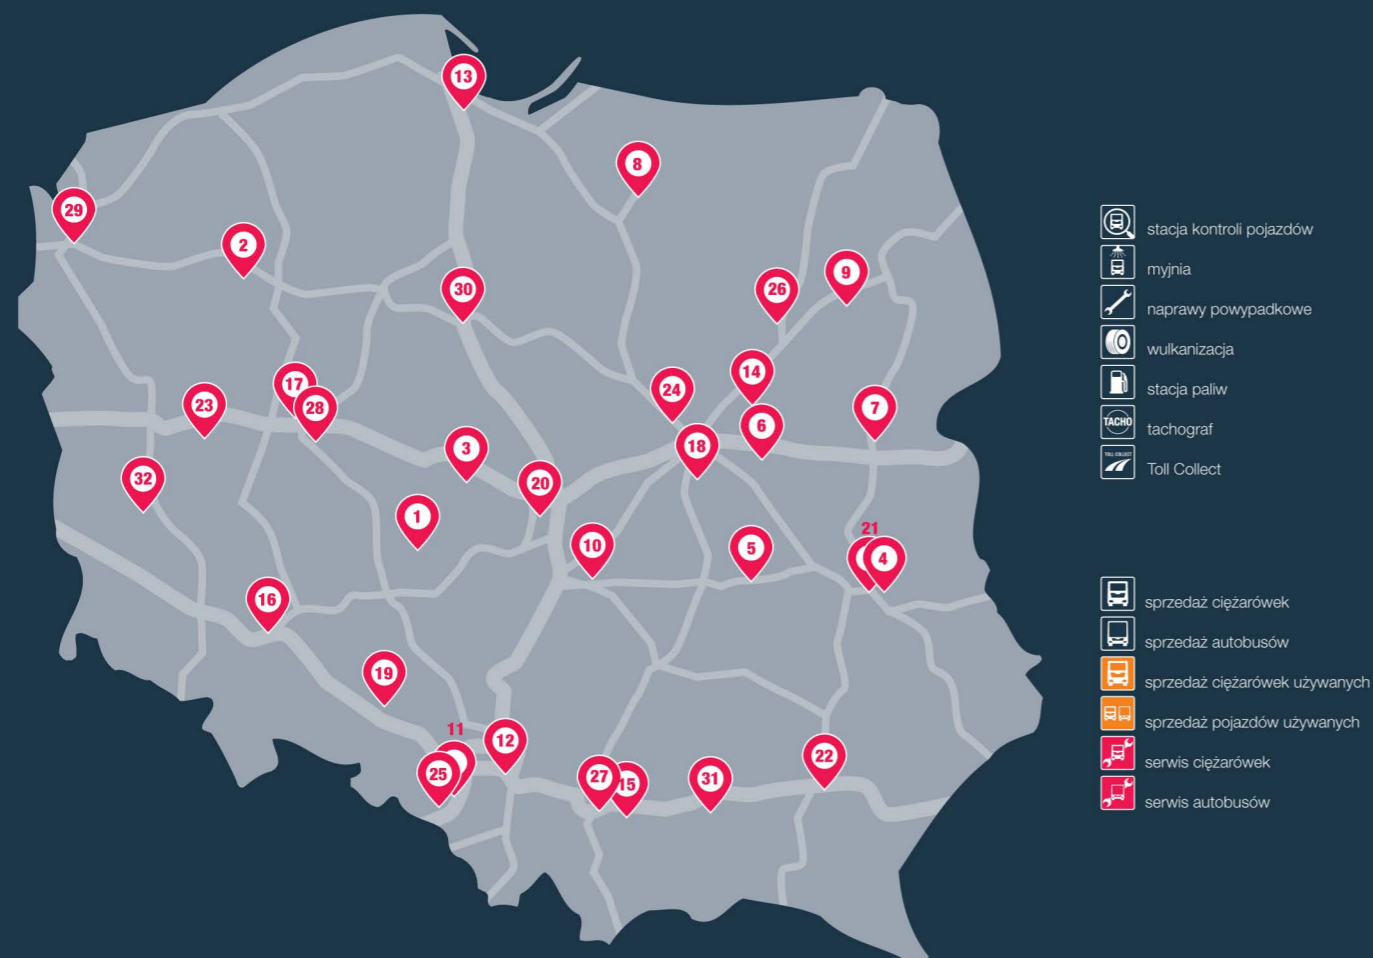 13
8
29
2
9
30
26
14
17
24
23
28
7
6
18
3
32
20
1
21
10
5
4
16
19
11
12
22
25
27
15
31
stacja kontroli pojazdów
myjnia
naprawy powypadkowe
wulkanizacja
stacja paliw
TACHO
tachograf
TOLL COLLECT
Toll Collect
sprzedaż ciężarówek
sprzedaż autobusów
sprzedaż ciężarówek używanych
sprzedaż pojazdów używanych
serwis ciężarówek
serwis autobusów